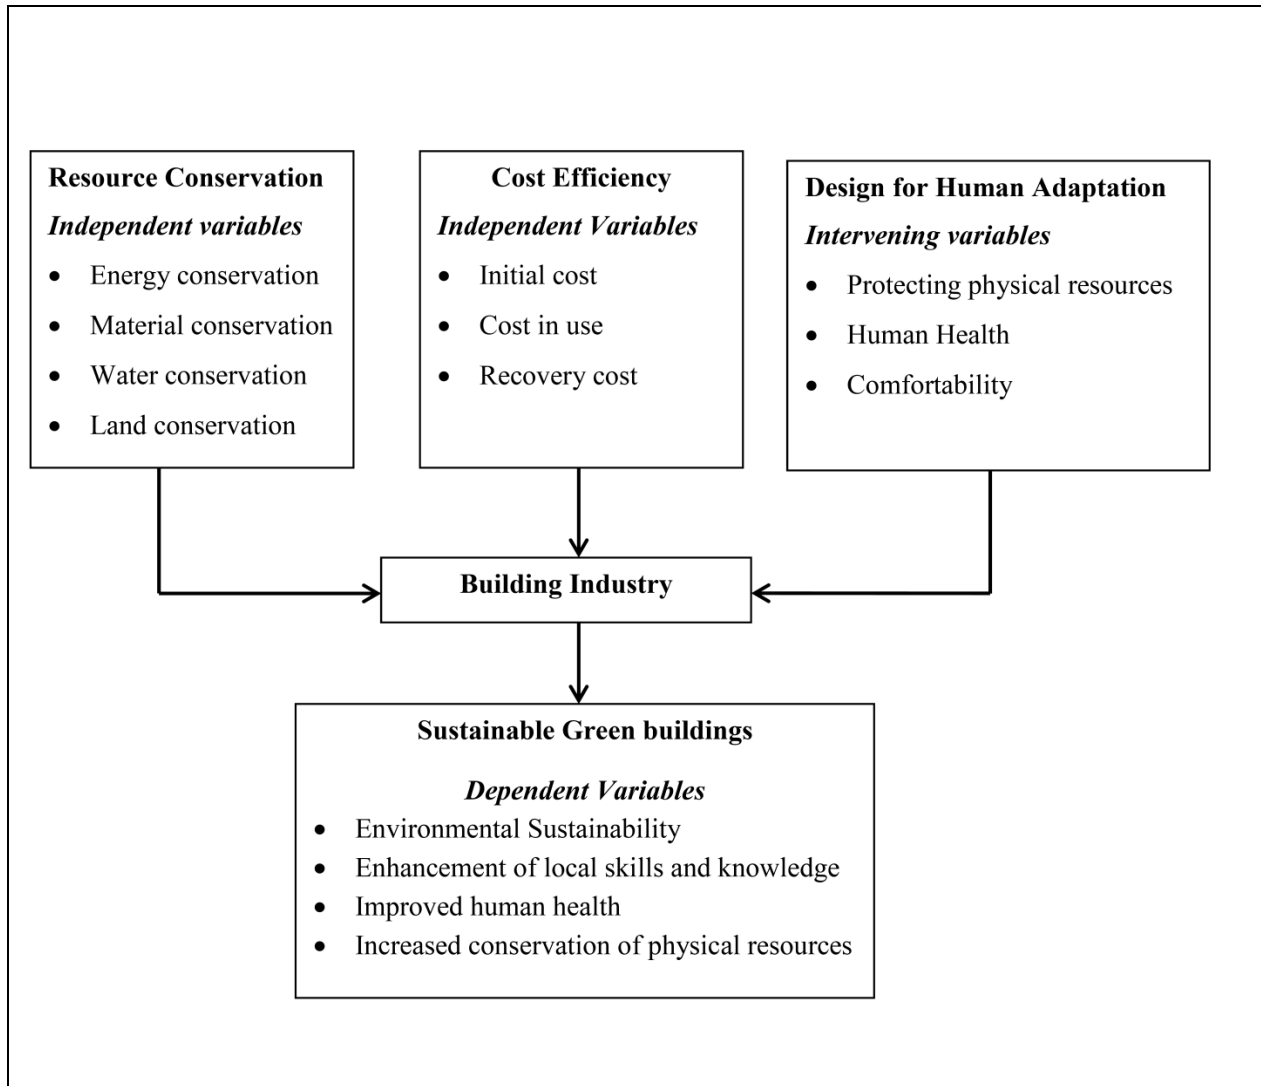 Resource Conservation
Independent variables
• Energy conservation
• Material conservation
• Water conservation
• Land conservation
Cost Efficiency
Independent Variables
• Initial cost
• Cost in use
• Recovery cost
Design for Human Adaptation
Intervening variables
• Protecting physical resources
• Human Health
• Comfortability
Building Industry
Sustainable Green buildings
Dependent Variables
• Environmental Sustainability
• Enhancement of local skills and knowledge
• Improved human health
• Increased conservation of physical resources